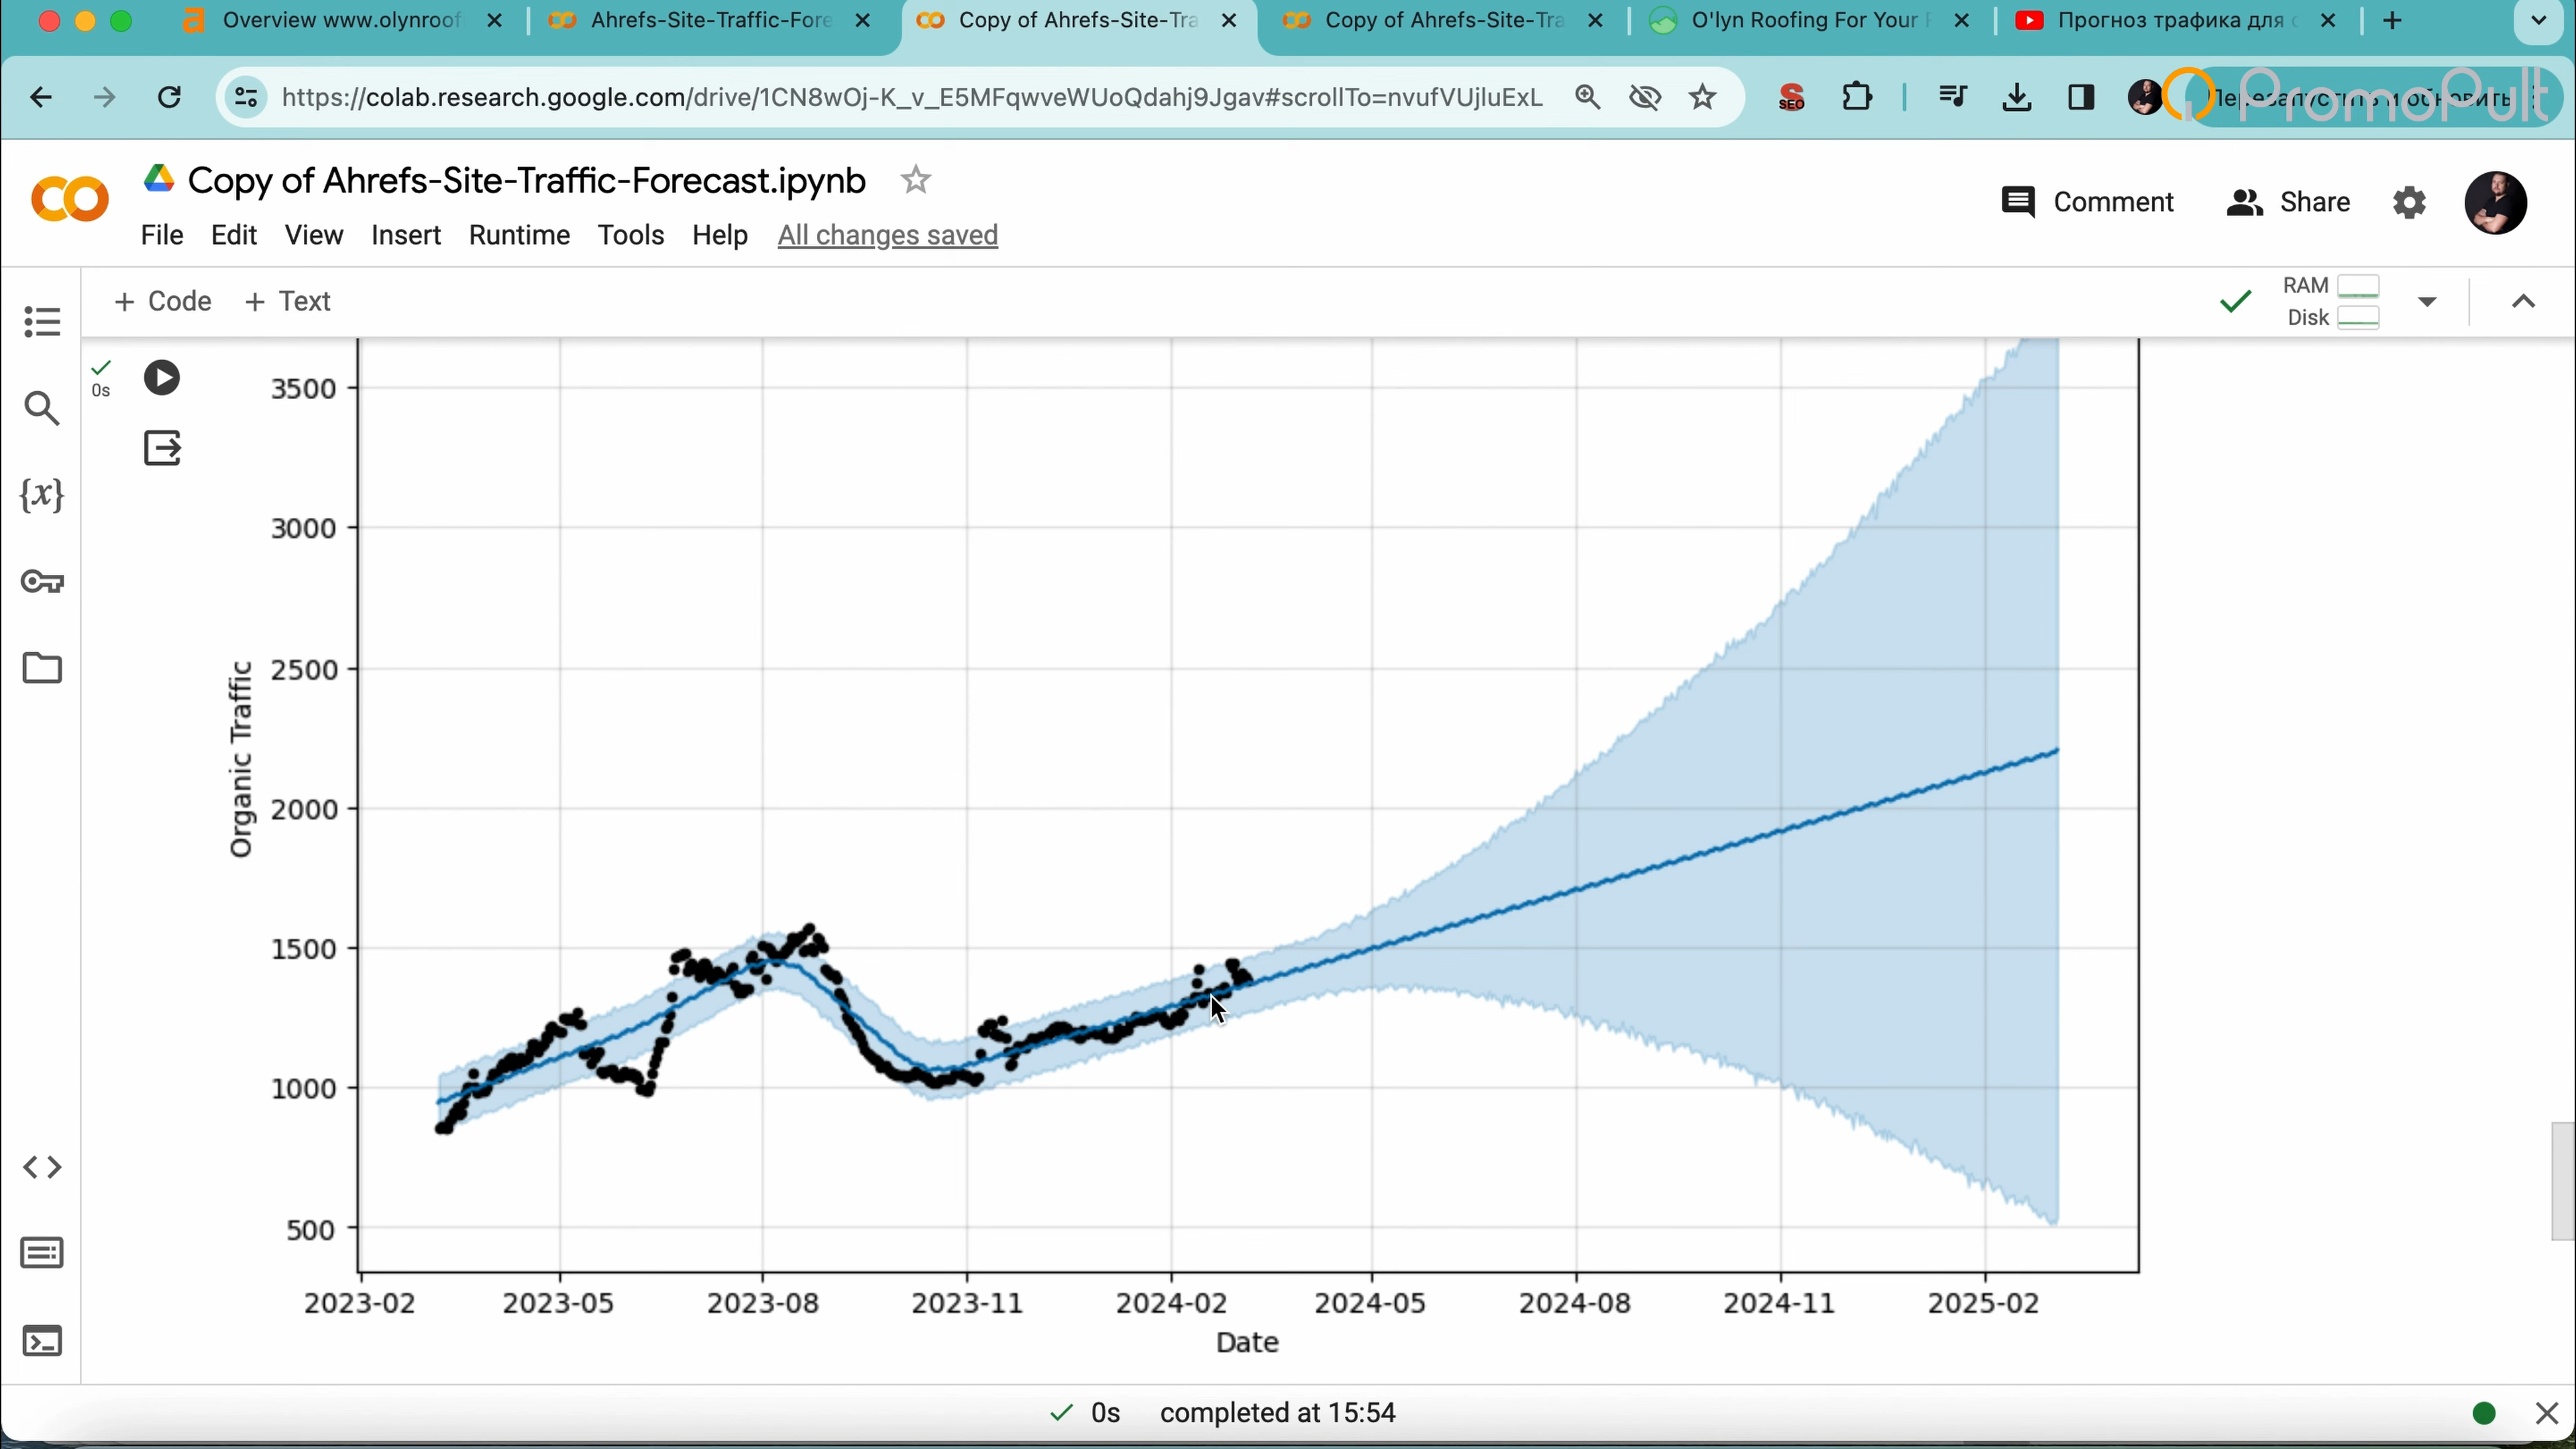 Overview www.olynroof
Ahrefs-Site-Traffic-Fore
Copy of Ahrefs-Site-Tra
Copy of Ahrefs-Site-Tra
O'lyn Roofing For Your
Прогноз трафика для с
https://colab.research.google.com/drive/1CN8wOj-K_v_E5MFqwveWUoQdahj9Jgav#scrollTo=nvufVUjluExL
SEO
Перезапустить и обновить
PromoPult
CO
Copy of Ahrefs-Site-Traffic-Forecast.ipynb
File Edit View Insert Runtime Tools Help All changes saved
Comment
Share
+ Code + Text
RAM
Disk
0s
{x}
3500
3000
2500
2000
1500
1000
500
Organic Traffic
2023-02 2023-05 2023-08 2023-11 2024-02 2024-05 2024-08 2024-11 2025-02
Date
0s completed at 15:54